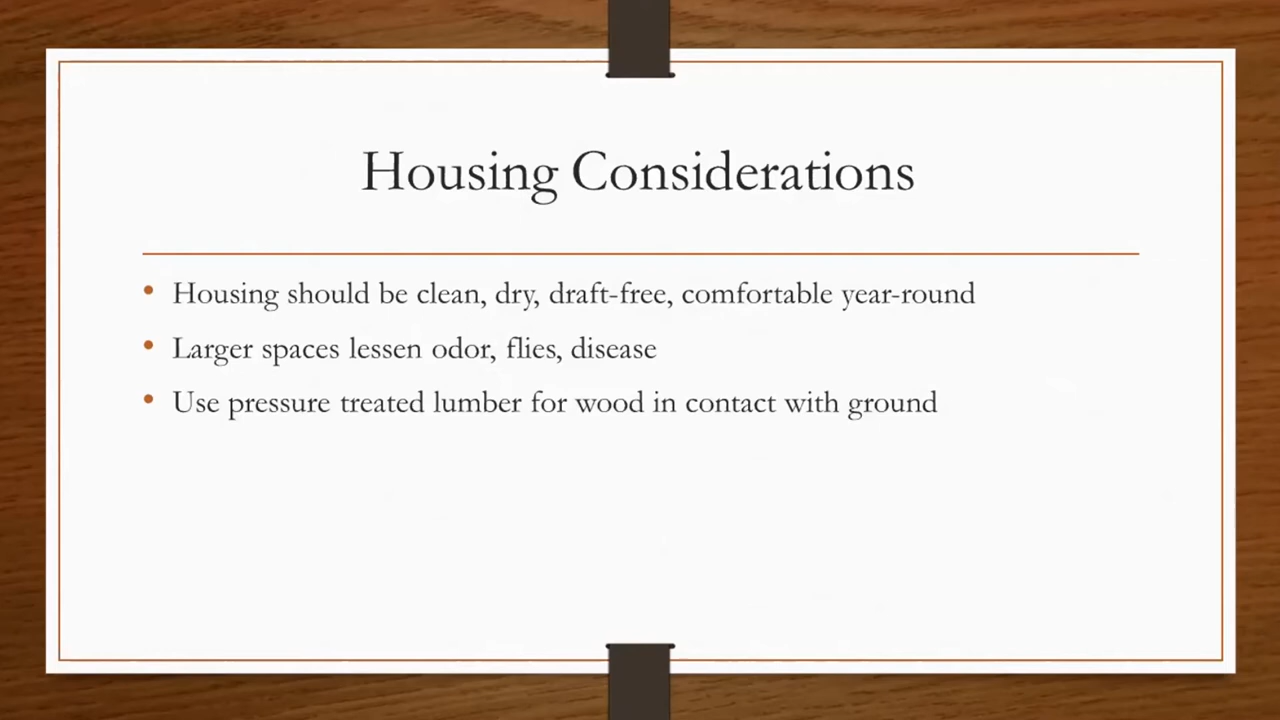 Housing Considerations
• Housing should be clean, dry, draft-free, comfortable year-round
• Larger spaces lessen odor, flies, disease
• Use pressure treated lumber for wood in contact with ground